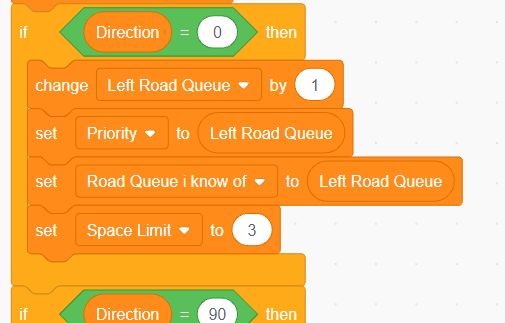 if Direction = 0 then
change Left Road Queue by 1
set Priority to Left Road Queue
set Road Queue i know of to Left Road Queue
set Space Limit to 3
if Direction = 90 then